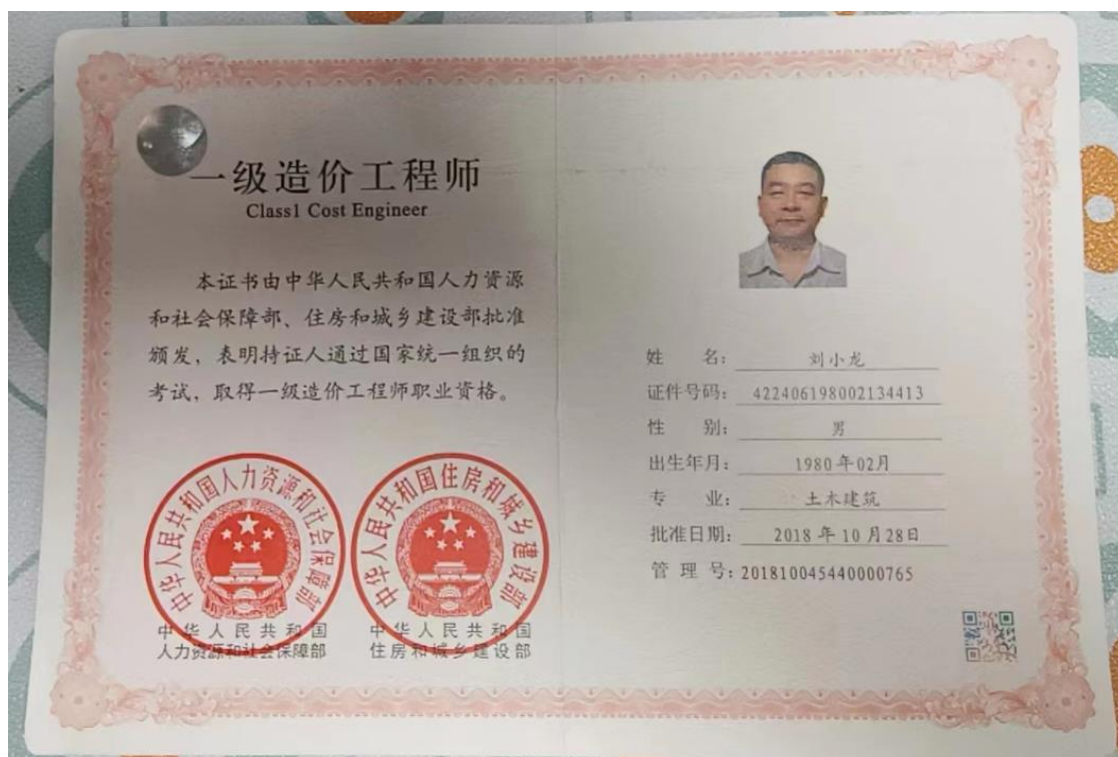 一级造价工程师
Class1 Cost Engineer
本证书由中华人民共和国人力资源
和社会保障部、住房和城乡建设部批准
颁发，表明持证人通过国家统一组织的
考试，取得一级造价工程师职业资格。
中华人民共和国人力资源和社会保障部
中华人民共和国住房和城乡建设部
中华人民共和国
人力资源和社会保障部
中华人民共和国
住房和城乡建设部
姓 名：刘小龙
证件号码：422406198002134413
性 别：男
出生年月：1980年02月
专 业：土木建筑
批准日期：2018年10月28日
管 理 号：201810045440000765